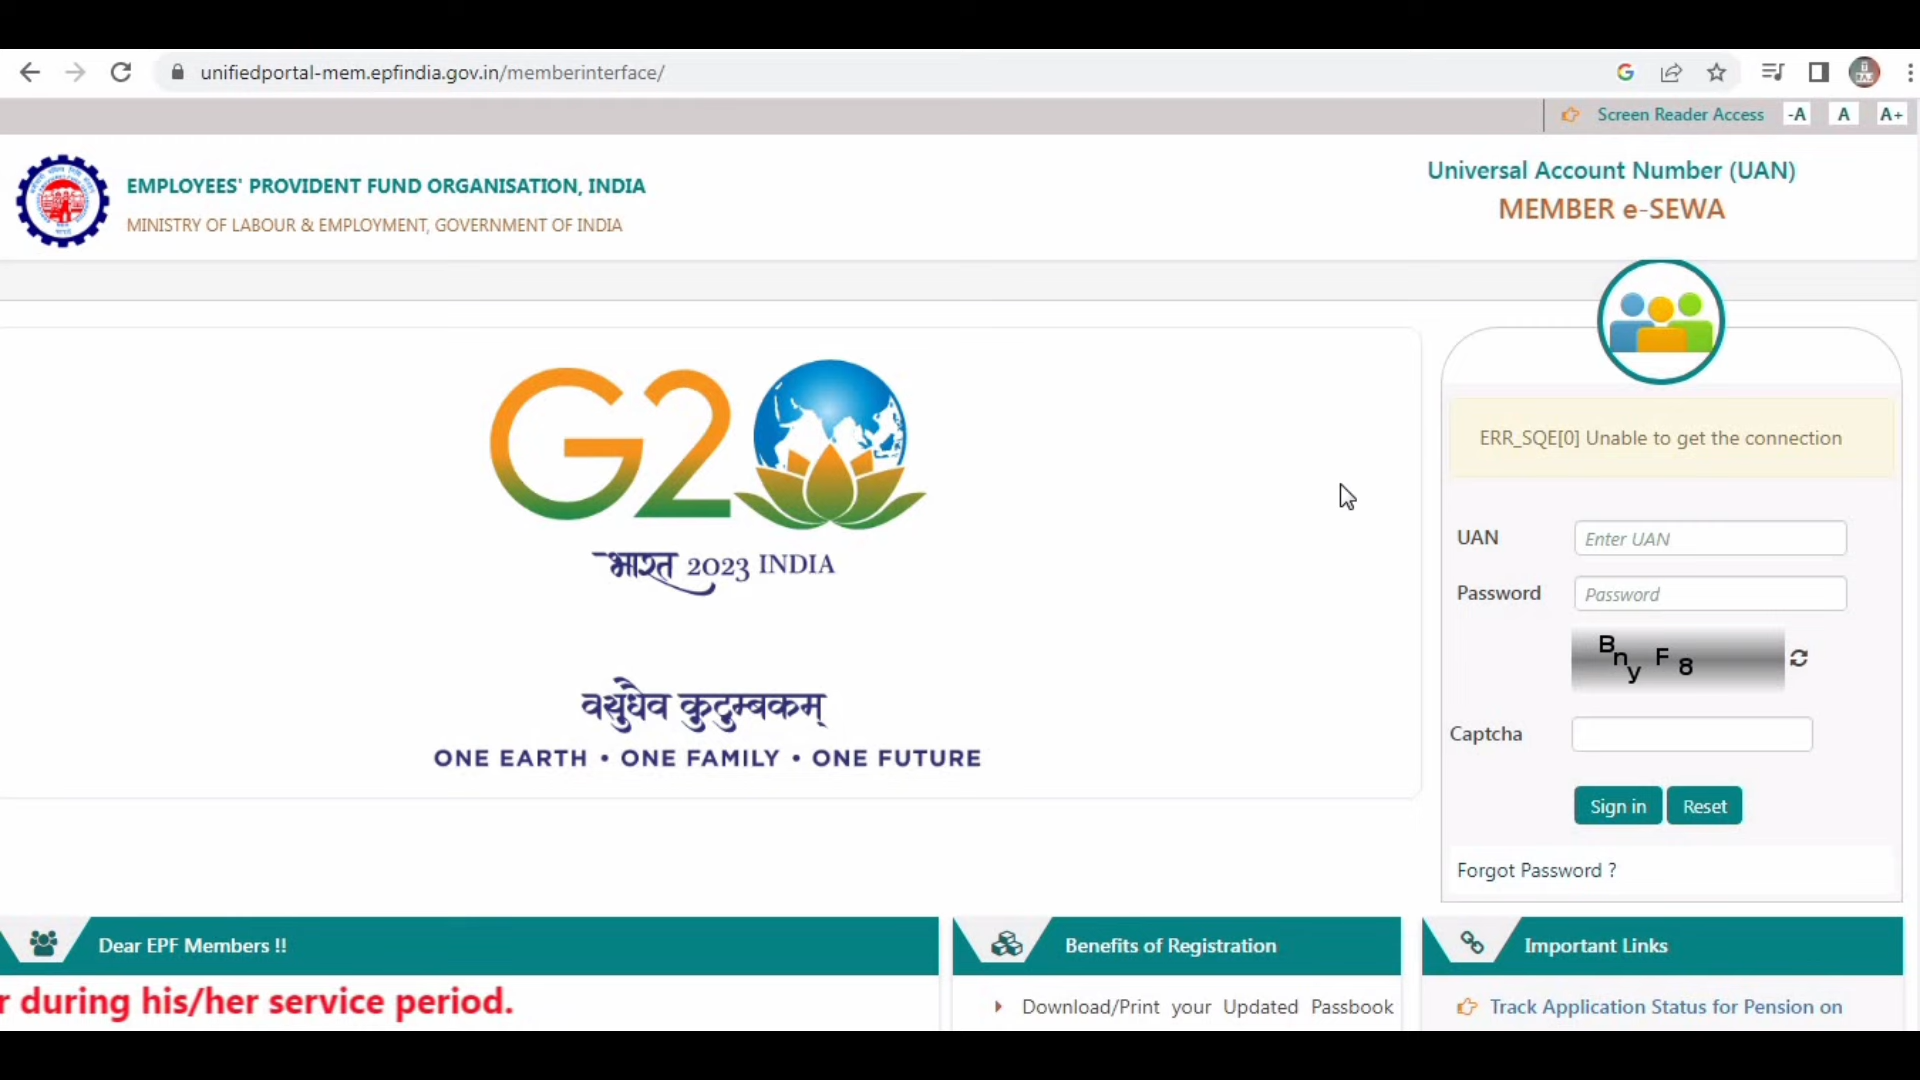 unifiedportal-mem.epfindia.gov.in/memberinterface/
Screen Reader Access -A A A+
EMPLOYEES' PROVIDENT FUND ORGANISATION, INDIA
MINISTRY OF LABOUR & EMPLOYMENT, GOVERNMENT OF INDIA
Universal Account Number (UAN)
MEMBER e-SEWA
G20
भारत 2023 INDIA
वसुधैव कुटुम्बकम्
ONE EARTH • ONE FAMILY • ONE FUTURE
ERR_SQE[0] Unable to get the connection
UAN Enter UAN
Password Password
BnyF8
Captcha
Sign in Reset
Forgot Password ?
Dear EPF Members !!
r during his/her service period.
Benefits of Registration
Download/Print your Updated Passbook
Important Links
Track Application Status for Pension on